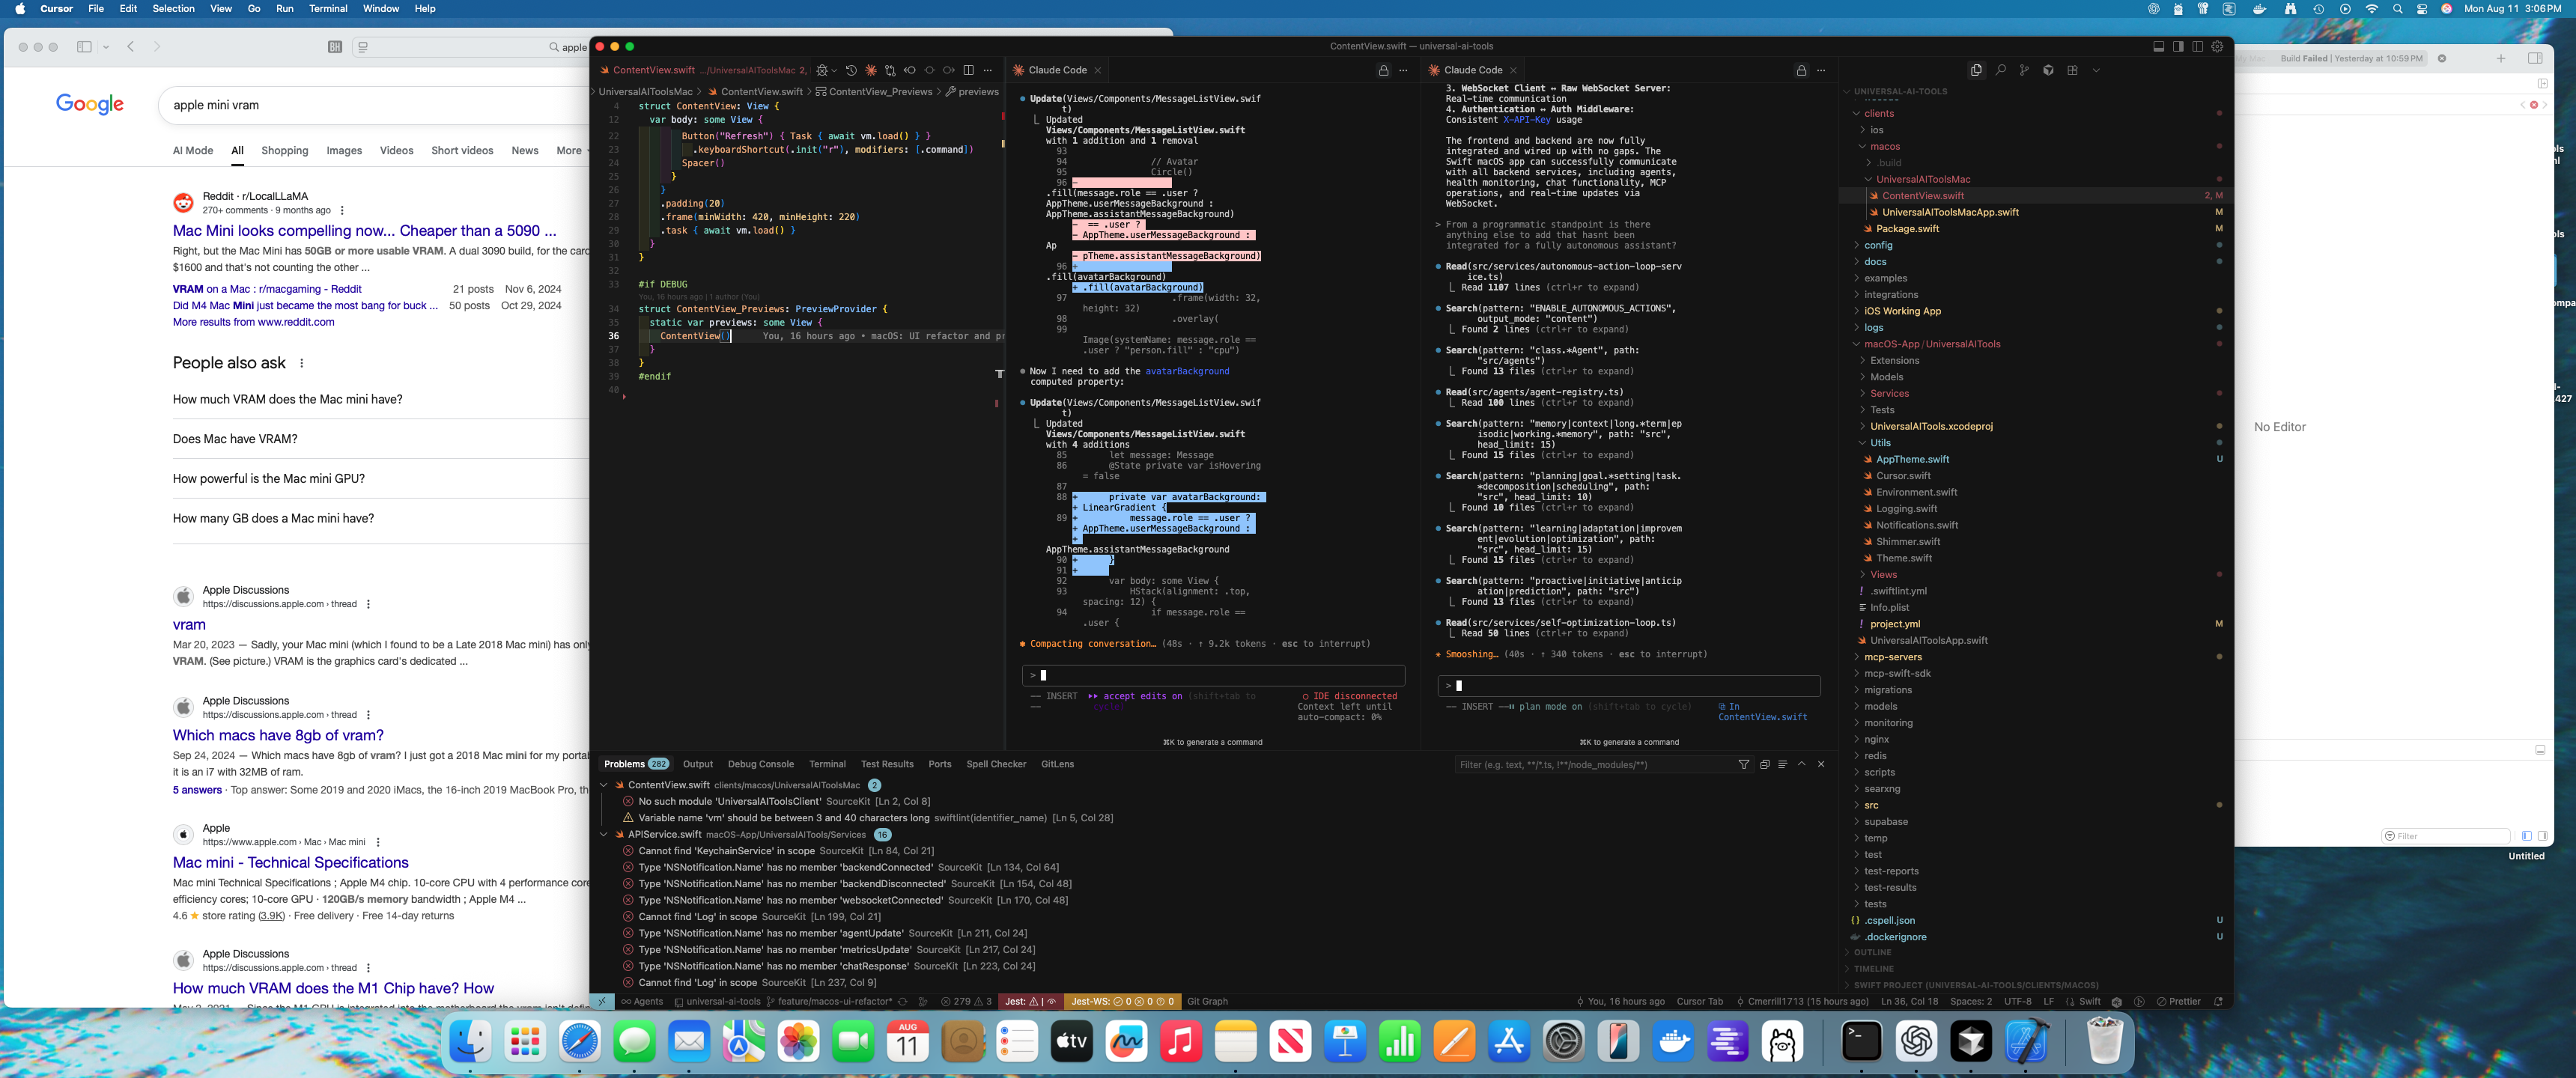 Cursor File Edit Selection View Go Run Terminal Window Help
Mon Aug 11 3:06 PM
apple
Google
apple mini vram
AI Mode All Shopping Images Videos Short videos News More
Reddit · r/LocalLLaMA
270+ comments · 9 months ago
Mac Mini looks compelling now... Cheaper than a 5090 ...
Right, but the Mac Mini has 50GB or more usable VRAM. A dual 3090 build, for the card
$1600 and that's not counting the other ...
VRAM on a Mac : r/macgaming - Reddit 21 posts Nov 6, 2024
Did M4 Mac Mini just became the most bang for buck ... 50 posts Oct 29, 2024
More results from www.reddit.com
People also ask
How much VRAM does the Mac mini have?
Does Mac have VRAM?
How powerful is the Mac mini GPU?
How many GB does a Mac mini have?
Apple Discussions
https://discussions.apple.com › thread
vram
Mar 20, 2023 — Sadly, your Mac mini (which I found to be a Late 2018 Mac mini) has only
VRAM. (See picture.) VRAM is the graphics card's dedicated ...
Apple Discussions
https://discussions.apple.com › thread
Which macs have 8gb of vram?
Sep 24, 2024 — Which macs have 8gb of vram? I just got a 2018 Mac mini for my portab
it is an i7 with 32MB of ram.
5 answers · Top answer: Some 2019 and 2020 iMacs, the 16-inch 2019 MacBook Pro, th
Apple
https://www.apple.com › Mac › Mac mini
Mac mini - Technical Specifications
Mac mini Technical Specifications ; Apple M4 chip. 10-core CPU with 4 performance core
efficiency cores; 10-core GPU · 120GB/s memory bandwidth ; Apple M4 ...
4.6 store rating (3.9K) · Free delivery · Free 14-day returns
Apple Discussions
https://discussions.apple.com › thread
How much VRAM does the M1 Chip have? How
ContentView.swift — universal-ai-tools
ContentView.swift .../UniversalAIToolsMac 2,
UniversalAIToolsMac > ContentView.swift > ContentView_Previews > previews
4 struct ContentView: View {
12 var body: some View {
22 Button("Refresh") { Task { await vm.load() } }
23 .keyboardShortcut(.init("r"), modifiers: [.command])
24 Spacer()
25 }
26 }
27 .padding(20)
28 .frame(minWidth: 420, minHeight: 220)
29 .task { await vm.load() }
30 }
31 }
32
33 #if DEBUG
You, 16 hours ago | 1 author (You)
34 struct ContentView_Previews: PreviewProvider {
35 static var previews: some View {
36 ContentView() You, 16 hours ago • macOS: UI refactor and pr
37 }
38 }
39 #endif
40
Claude Code
Update(Views/Components/MessageListView.swif
t)
Updated
Views/Components/MessageListView.swift
with 1 addition and 1 removal
93
94 // Avatar
95 Circle()
96 -
.fill(message.role == .user ?
AppTheme.userMessageBackground :
AppTheme.assistantMessageBackground)
- == .user ?
- AppTheme.userMessageBackground :
Ap
- pTheme.assistantMessageBackground)
96 +
.fill(avatarBackground)
+ .fill(avatarBackground)
97 .frame(width: 32,
height: 32)
98 .overlay(
99
Image(systemName: message.role ==
.user ? "person.fill" : "cpu")
Now I need to add the avatarBackground
computed property:
Update(Views/Components/MessageListView.swif
t)
Updated
Views/Components/MessageListView.swift
with 4 additions
85 let message: Message
86 @State private var isHovering
= false
87
88 + private var avatarBackground:
+ LinearGradient {
89 + message.role == .user ?
+ AppTheme.userMessageBackground :
+
AppTheme.assistantMessageBackground
90 + }
91 +
92 var body: some View {
93 HStack(alignment: .top,
spacing: 12) {
94 if message.role ==
.user {
Compacting conversation… (48s · ↑ 9.2k tokens · esc to interrupt)
>
-- INSERT ⏵⏵ accept edits on (shift+tab to
-- cycle)
IDE disconnected
Context left until
auto-compact: 0%
⌘K to generate a command
Claude Code
3. WebSocket Client ↔ Raw WebSocket Server:
Real-time communication
4. Authentication ↔ Auth Middleware:
Consistent X-API-Key usage
The frontend and backend are now fully
integrated and wired up with no gaps. The
Swift macOS app can successfully communicate
with all backend services, including agents,
health monitoring, chat functionality, MCP
operations, and real-time updates via
WebSocket.
> From a programmatic standpoint is there
anything else to add that hasnt been
integrated for a fully autonomous assistant?
Read(src/services/autonomous-action-loop-serv
ice.ts)
Read 1107 lines (ctrl+r to expand)
Search(pattern: "ENABLE_AUTONOMOUS_ACTIONS",
output_mode: "content")
Found 2 lines (ctrl+r to expand)
Search(pattern: "class.*Agent", path:
"src/agents")
Found 13 files (ctrl+r to expand)
Read(src/agents/agent-registry.ts)
Read 100 lines (ctrl+r to expand)
Search(pattern: "memory|context|long.*term|ep
isodic|working.*memory", path: "src",
head_limit: 15)
Found 15 files (ctrl+r to expand)
Search(pattern: "planning|goal.*setting|task.
*decomposition|scheduling", path:
"src", head_limit: 10)
Found 10 files (ctrl+r to expand)
Search(pattern: "learning|adaptation|improvem
ent|evolution|optimization", path:
"src", head_limit: 15)
Found 15 files (ctrl+r to expand)
Search(pattern: "proactive|initiative|anticip
ation|prediction", path: "src")
Found 13 files (ctrl+r to expand)
Read(src/services/self-optimization-loop.ts)
Read 50 lines (ctrl+r to expand)
Smooshing… (40s · ↑ 340 tokens · esc to interrupt)
>
-- INSERT -- plan mode on (shift+tab to cycle)
In
ContentView.swift
⌘K to generate a command
UNIVERSAL-AI-TOOLS
clients
ios
macos
.build
UniversalAIToolsMac
ContentView.swift 2, M
UniversalAIToolsMacApp.swift M
Package.swift M
config
docs
examples
integrations
iOS Working App
logs
macOS-App/UniversalAITools
Extensions
Models
Services
Tests
UniversalAITools.xcodeproj
Utils
AppTheme.swift U
Cursor.swift
Environment.swift
Logging.swift
Notifications.swift
Shimmer.swift
Theme.swift
Views
.swiftlint.yml
Info.plist
project.yml M
UniversalAIToolsApp.swift
mcp-servers
mcp-swift-sdk
migrations
models
monitoring
nginx
redis
scripts
searxng
src
supabase
temp
test
test-reports
test-results
tests
.cspell.json U
.dockerignore U
OUTLINE
TIMELINE
SWIFT PROJECT (UNIVERSAL-AI-TOOLS/CLIENTS/MACOS)
Problems 282 Output Debug Console Terminal Test Results Ports Spell Checker GitLens
Filter (e.g. text, **/*.ts, !**/node_modules/**)
ContentView.swift clients/macos/UniversalAIToolsMac 2
No such module 'UniversalAIToolsClient' SourceKit [Ln 2, Col 8]
Variable name 'vm' should be between 3 and 40 characters long swiftlint(identifier_name) [Ln 5, Col 28]
APIService.swift macOS-App/UniversalAITools/Services 16
Cannot find 'KeychainService' in scope SourceKit [Ln 84, Col 21]
Type 'NSNotification.Name' has no member 'backendConnected' SourceKit [Ln 134, Col 64]
Type 'NSNotification.Name' has no member 'backendDisconnected' SourceKit [Ln 154, Col 48]
Type 'NSNotification.Name' has no member 'websocketConnected' SourceKit [Ln 170, Col 48]
Cannot find 'Log' in scope SourceKit [Ln 199, Col 21]
Type 'NSNotification.Name' has no member 'agentUpdate' SourceKit [Ln 211, Col 24]
Type 'NSNotification.Name' has no member 'metricsUpdate' SourceKit [Ln 217, Col 24]
Type 'NSNotification.Name' has no member 'chatResponse' SourceKit [Ln 223, Col 24]
Cannot find 'Log' in scope SourceKit [Ln 237, Col 9]
Agents universal-ai-tools feature/macos-ui-refactor* 279 3 Jest: Jest-WS: 0 0 0 Git Graph
You, 16 hours ago Cursor Tab Cmerrill1713 (15 hours ago) Ln 36, Col 18 Spaces: 2 UTF-8 LF Swift Prettier
Build Failed | Yesterday at 10:59 PM
No Editor
Filter
Untitled
427
AUG
11
tv